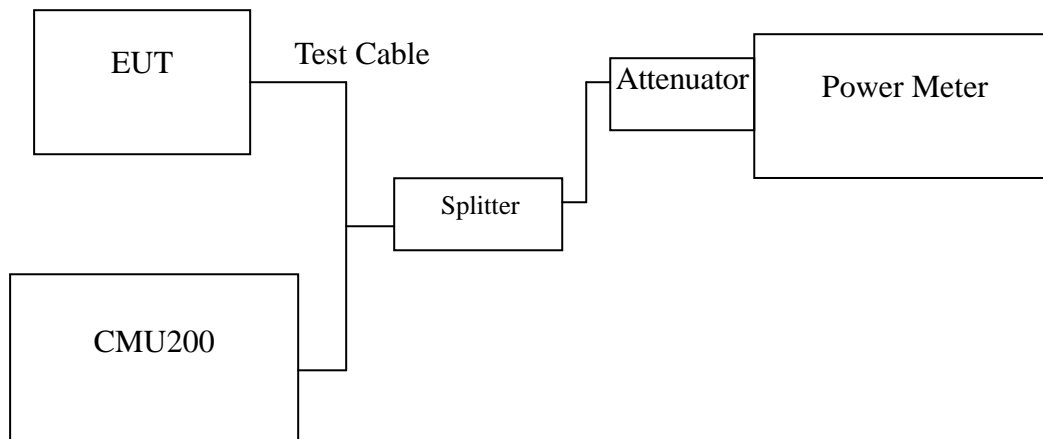 EUT
Test Cable
Attenuator
Power Meter
Splitter
CMU200